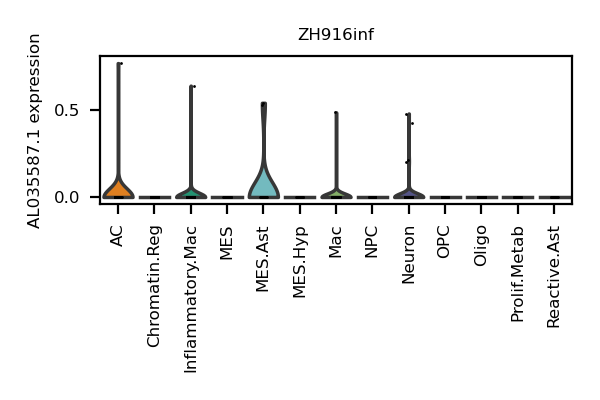 ZH916inf
AL035587.1 expression
0.5
0.0
AC
Chromatin.Reg
Inflammatory.Mac
MES
MES.Ast
MES.Hyp
Mac
NPC
Neuron
OPC
Oligo
Prolif.Metab
Reactive.Ast